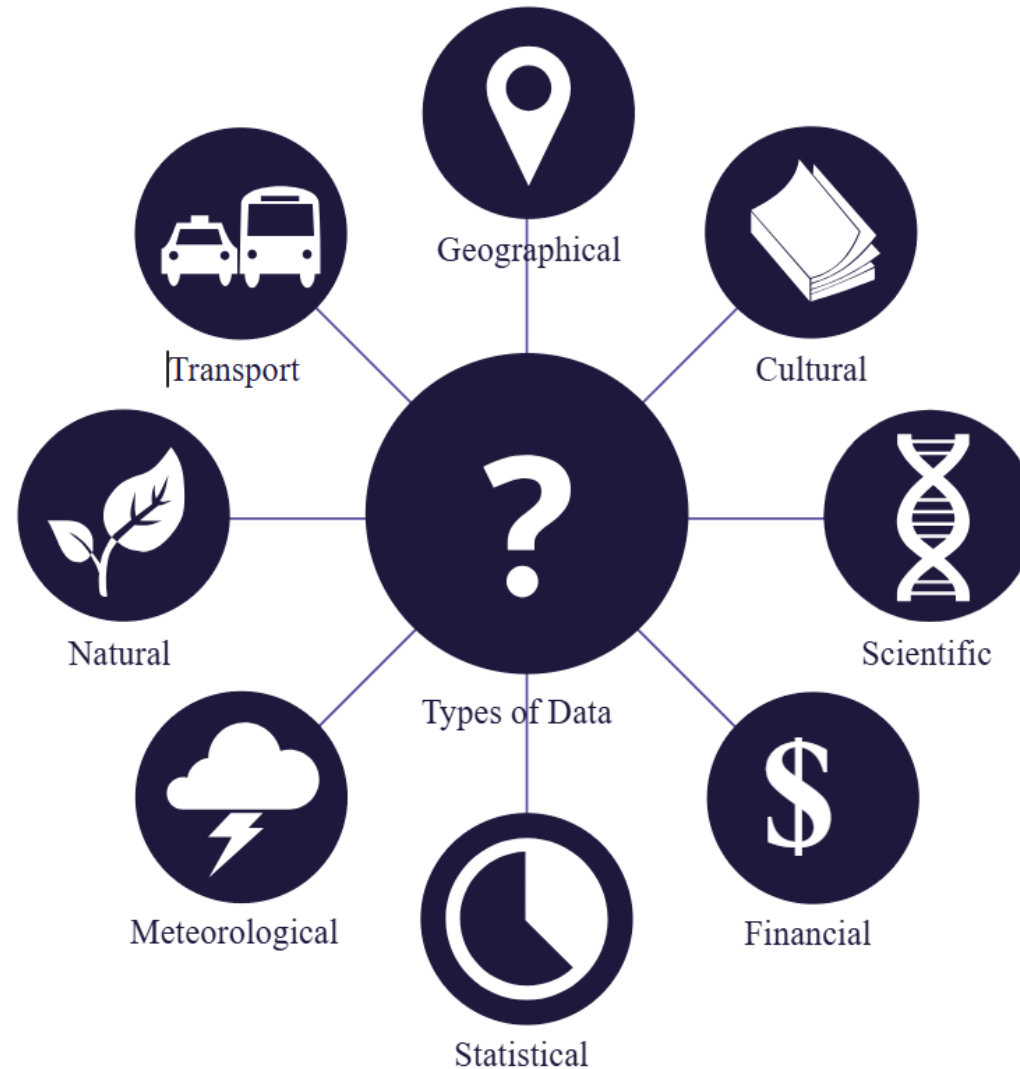 Geographical
Transport
Cultural
?
Natural
Scientific
Types of Data
$
Meteorological
Financial
Statistical